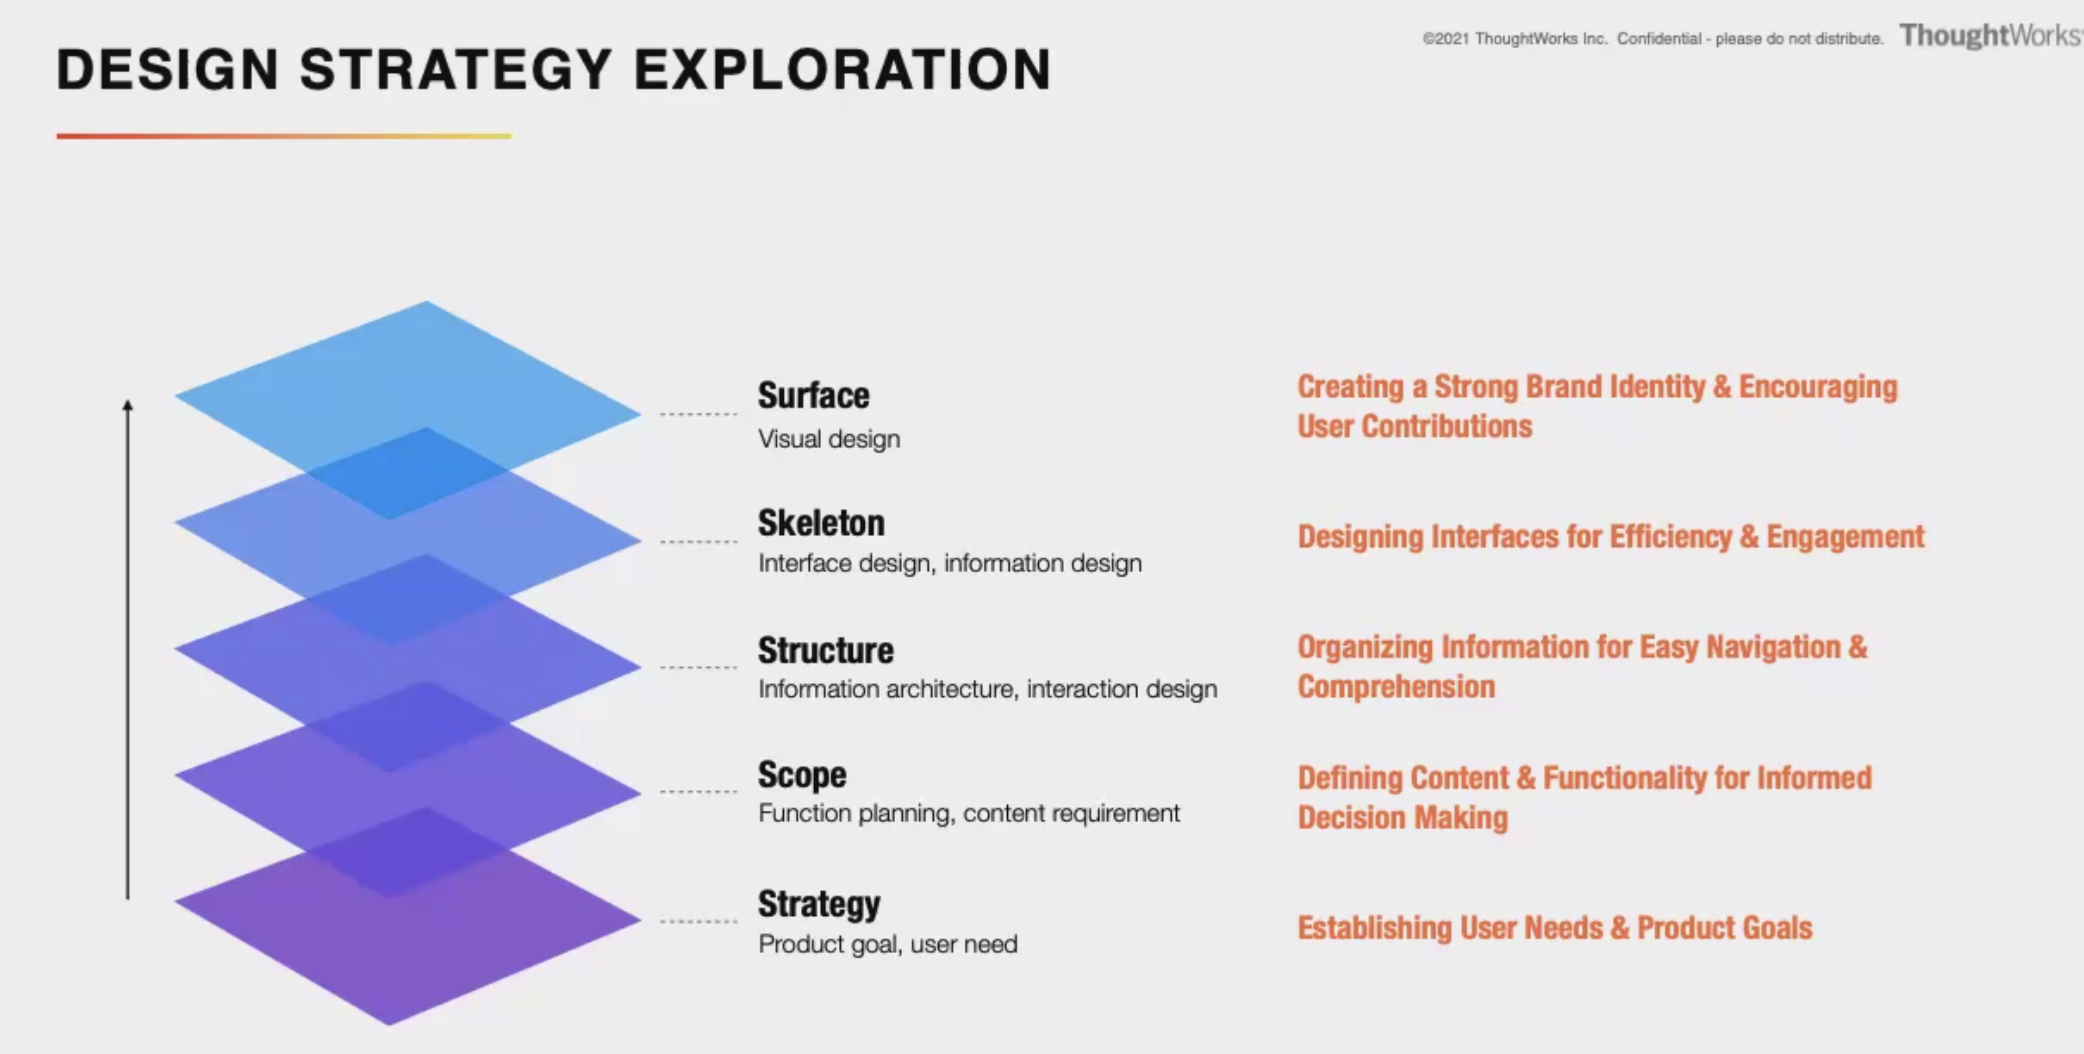 ©2021 ThoughtWorks Inc. Confidential - please do not distribute. ThoughtWorks
DESIGN STRATEGY EXPLORATION
Surface
Visual design
Creating a Strong Brand Identity & Encouraging
User Contributions
Skeleton
Interface design, information design
Designing Interfaces for Efficiency & Engagement
Structure
Information architecture, interaction design
Organizing Information for Easy Navigation &
Comprehension
Scope
Function planning, content requirement
Defining Content & Functionality for Informed
Decision Making
Strategy
Product goal, user need
Establishing User Needs & Product Goals